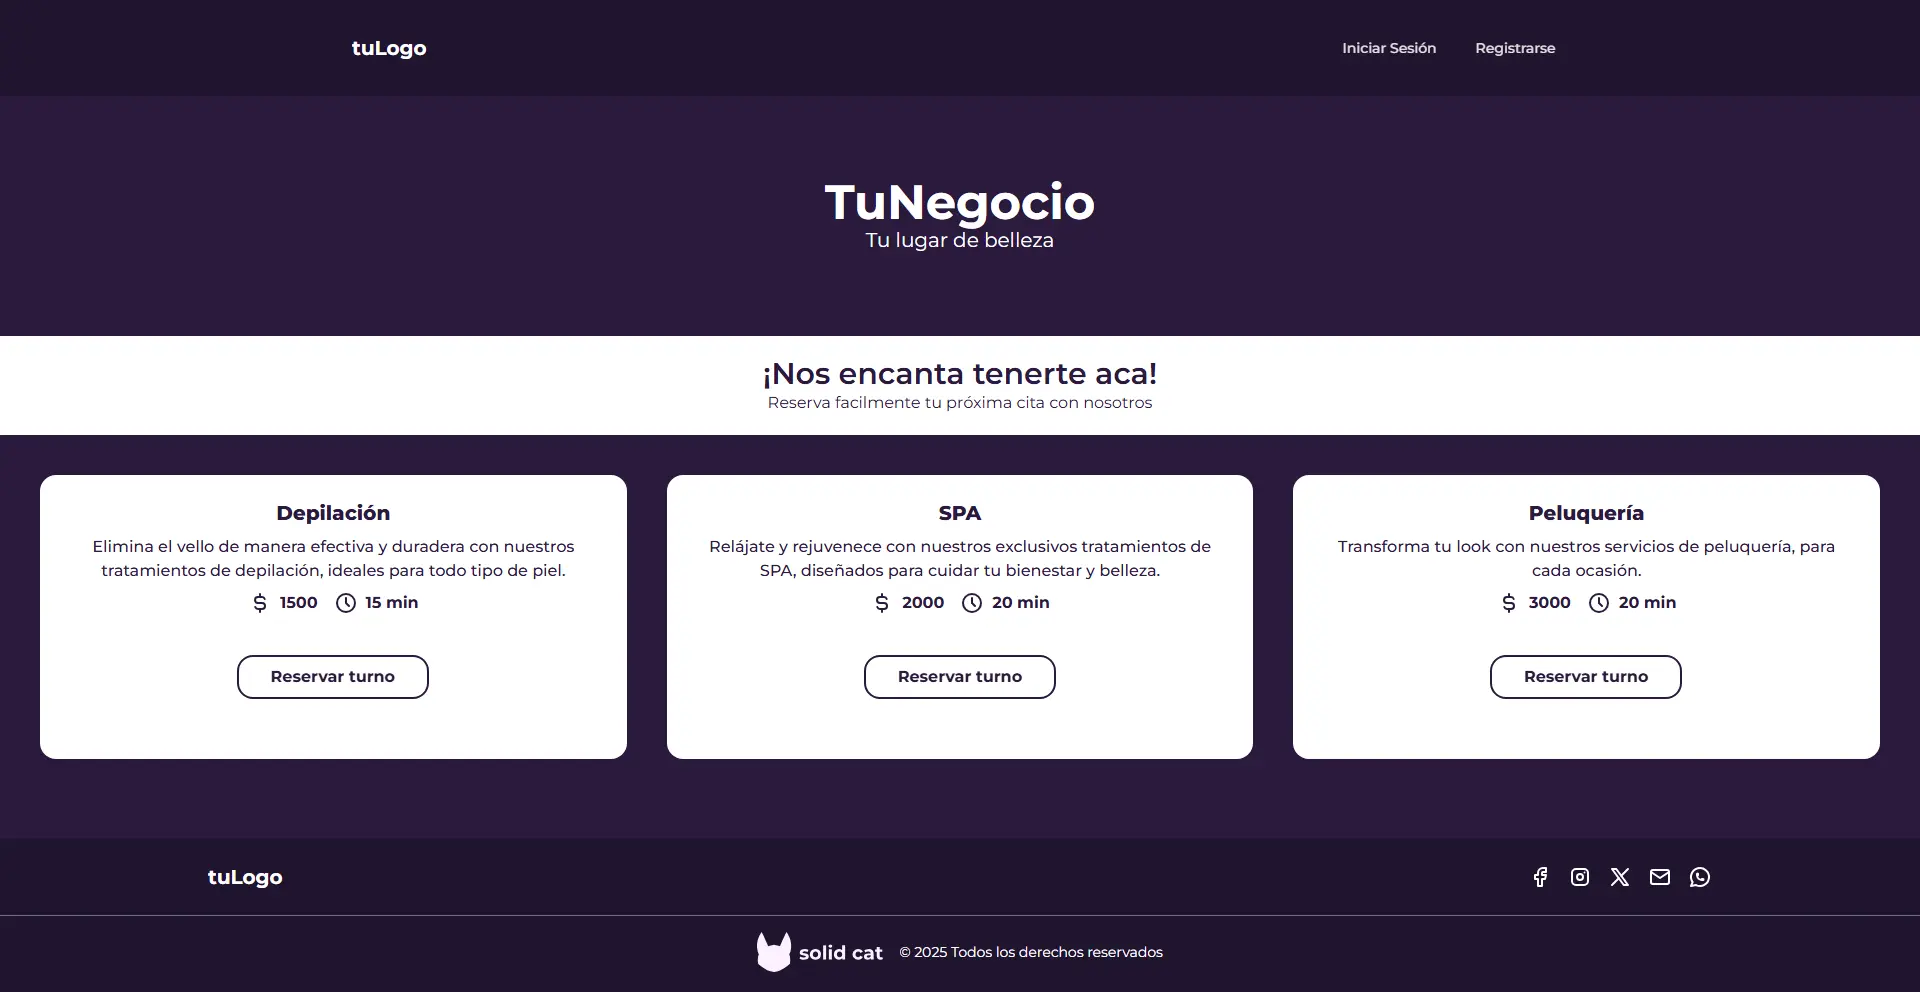 tuLogo
Iniciar Sesión
Registrarse
TuNegocio
Tu lugar de belleza
¡Nos encanta tenerte aca!
Reserva facilmente tu próxima cita con nosotros
Depilación
Elimina el vello de manera efectiva y duradera con nuestros
tratamientos de depilación, ideales para todo tipo de piel.
$ 1500 15 min
Reservar turno
SPA
Relájate y rejuvenece con nuestros exclusivos tratamientos de
SPA, diseñados para cuidar tu bienestar y belleza.
$ 2000 20 min
Reservar turno
Peluquería
Transforma tu look con nuestros servicios de peluquería, para
cada ocasión.
$ 3000 20 min
Reservar turno
tuLogo
solid cat © 2025 Todos los derechos reservados